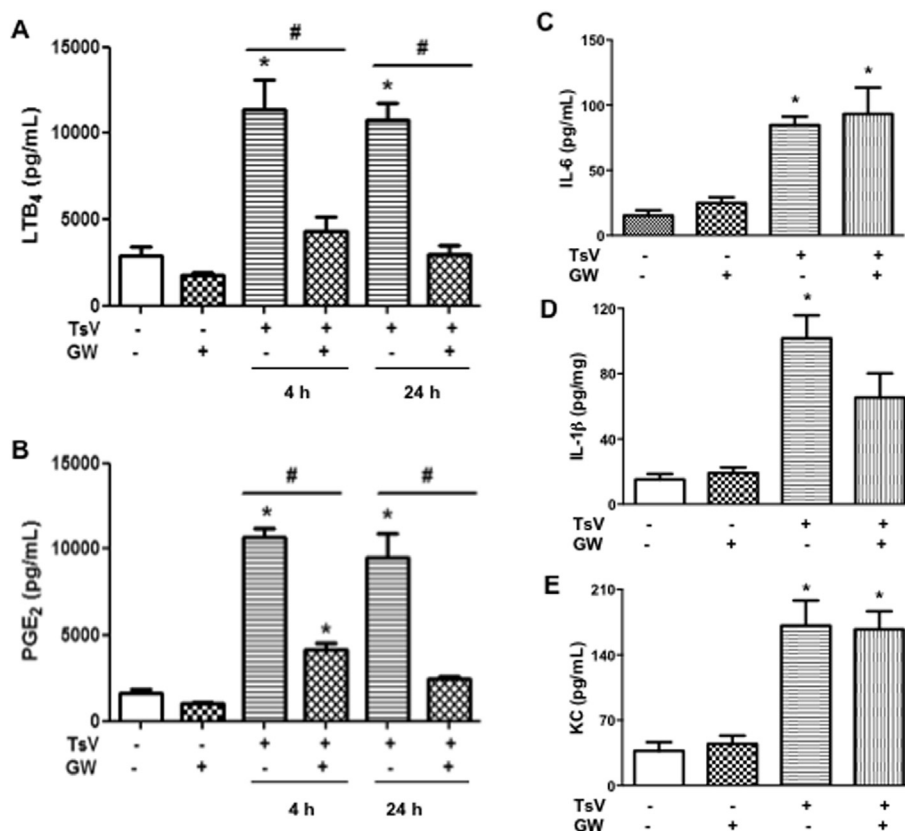 A
15000
10000
5000
0
LTB4 (pg/mL)
#
#
*
*
TsV - - + + + +
GW - + - + - +
4 h 24 h
B
15000
10000
5000
0
PGE2 (pg/mL)
#
#
*
*
*
TsV - - + + + +
GW - + - + - +
4 h 24 h
C
150
100
50
0
IL-6 (pg/mL)
*
*
TsV - - + +
GW - + - +
D
120
80
40
0
IL-1β (pg/mg)
*
TsV - - + +
GW - + - +
E
210
140
70
0
KC (pg/mL)
*
*
TsV - - + +
GW - + - +